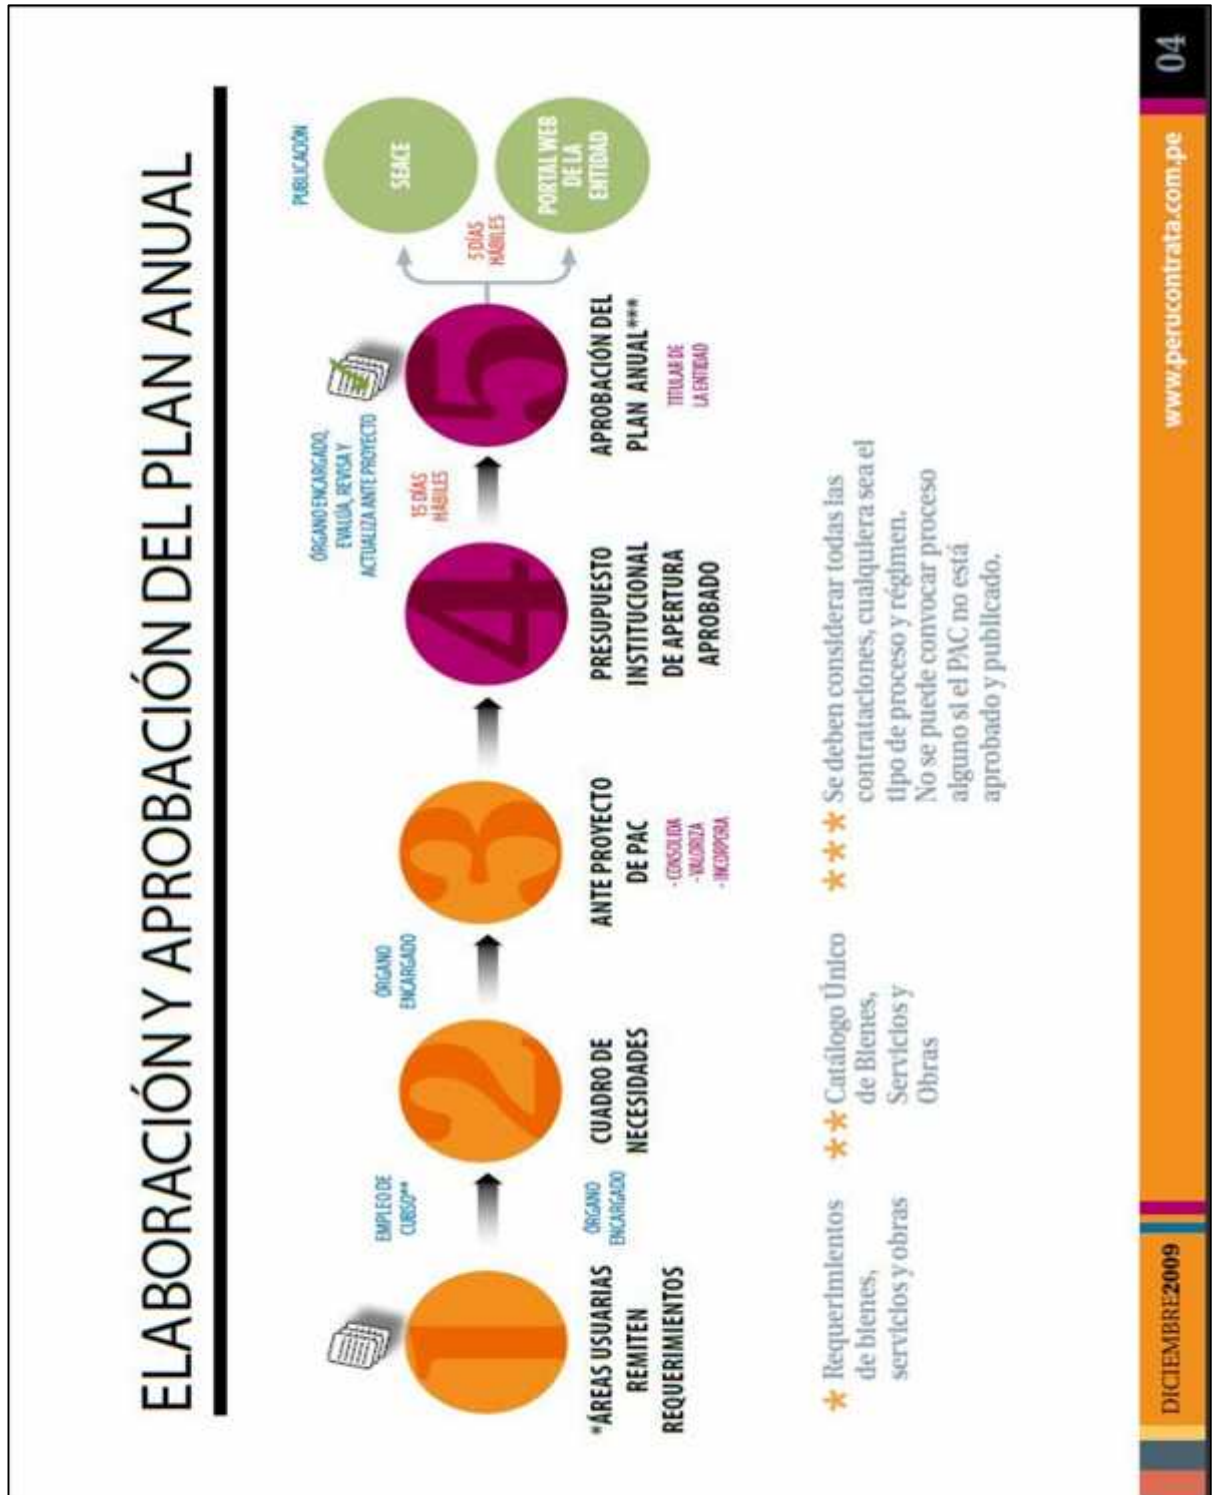 ELABORACIÓN Y APROBACIÓN DEL PLAN ANUAL
1
*ÁREAS USUARIAS
REMITEN
REQUERIMIENTOS
EMPLEO DE
CUBSO**
ÓRGANO
ENCARGADO
2
CUADRO DE
NECESIDADES
ÓRGANO
ENCARGADO
3
ANTE PROYECTO
DE PAC
- CONSOLIDA
- VALORIZA
- INCORPORA
4
PRESUPUESTO
INSTITUCIONAL
DE APERTURA
APROBADO
ÓRGANO ENCARGADO,
EVALÚA, REVISA Y
ACTUALIZA ANTE PROYECTO
15 DÍAS
HÁBILES
5
APROBACIÓN DEL
PLAN ANUAL***
TITULAR DE
LA ENTIDAD
5 DÍAS
HÁBILES
PUBLICACIÓN
SEACE
PORTAL WEB
DE LA
ENTIDAD
* Requerimientos
de bienes,
servicios y obras
** Catálogo Único
de Bienes,
Servicios y
Obras
*** Se deben considerar todas las
contrataciones, cualquiera sea el
tipo de proceso y régimen.
No se puede convocar proceso
alguno si el PAC no está
aprobado y publicado.
DICIEMBRE2009
www.perucontrata.com.pe
04